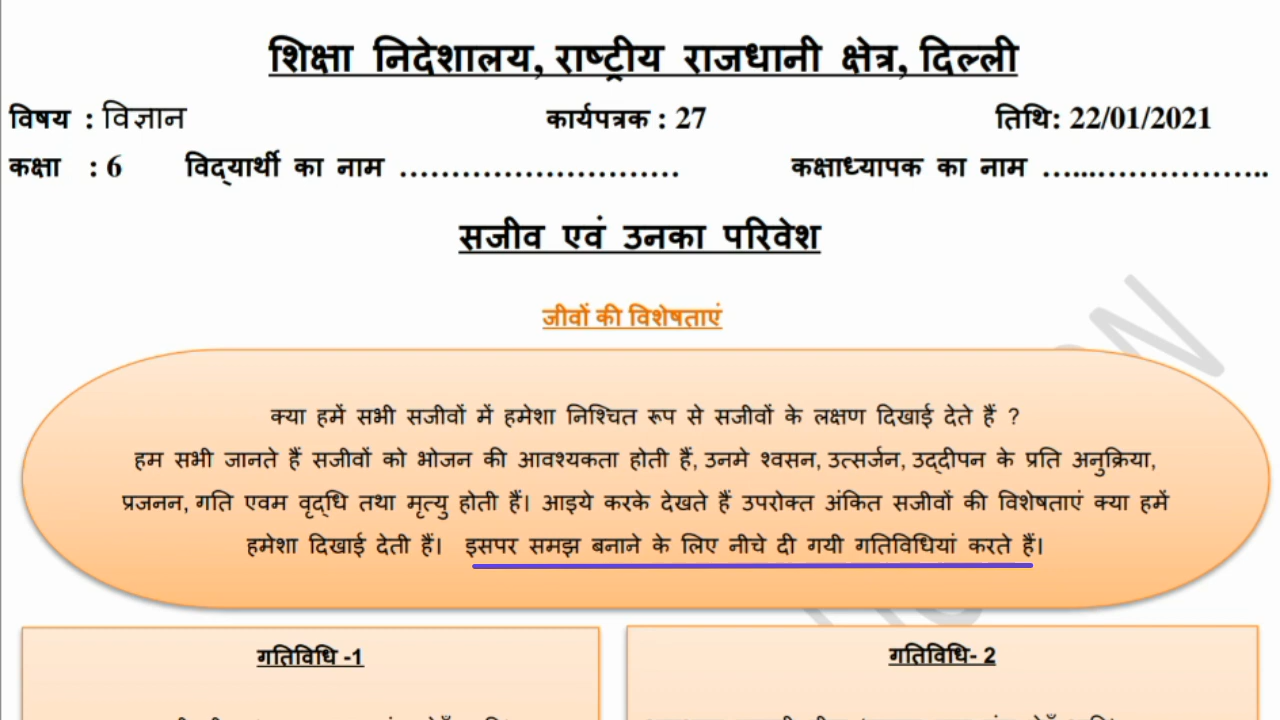 शिक्षा निदेशालय, राष्ट्रीय राजधानी क्षेत्र, दिल्ली
विषय : विज्ञान कार्यपत्रक : 27 तिथि: 22/01/2021
कक्षा : 6 विद्यार्थी का नाम ………………………… कक्षाध्यापक का नाम …...……………..
सजीव एवं उनका परिवेश
जीवों की विशेषताएं
क्या हमें सभी सजीवों में हमेशा निश्चित रूप से सजीवों के लक्षण दिखाई देते हैं ?
हम सभी जानते हैं सजीवों को भोजन की आवश्यकता होती हैं, उनमे श्वसन, उत्सर्जन, उद्दीपन के प्रति अनुक्रिया,
प्रजनन, गति एवम वृद्धि तथा मृत्यु होती हैं। आइये करके देखते हैं उपरोक्त अंकित सजीवों की विशेषताएं क्या हमें
हमेशा दिखाई देती हैं। इसपर समझ बनाने के लिए नीचे दी गयी गतिविधियां करते हैं।
गतिविधि -1
गतिविधि- 2